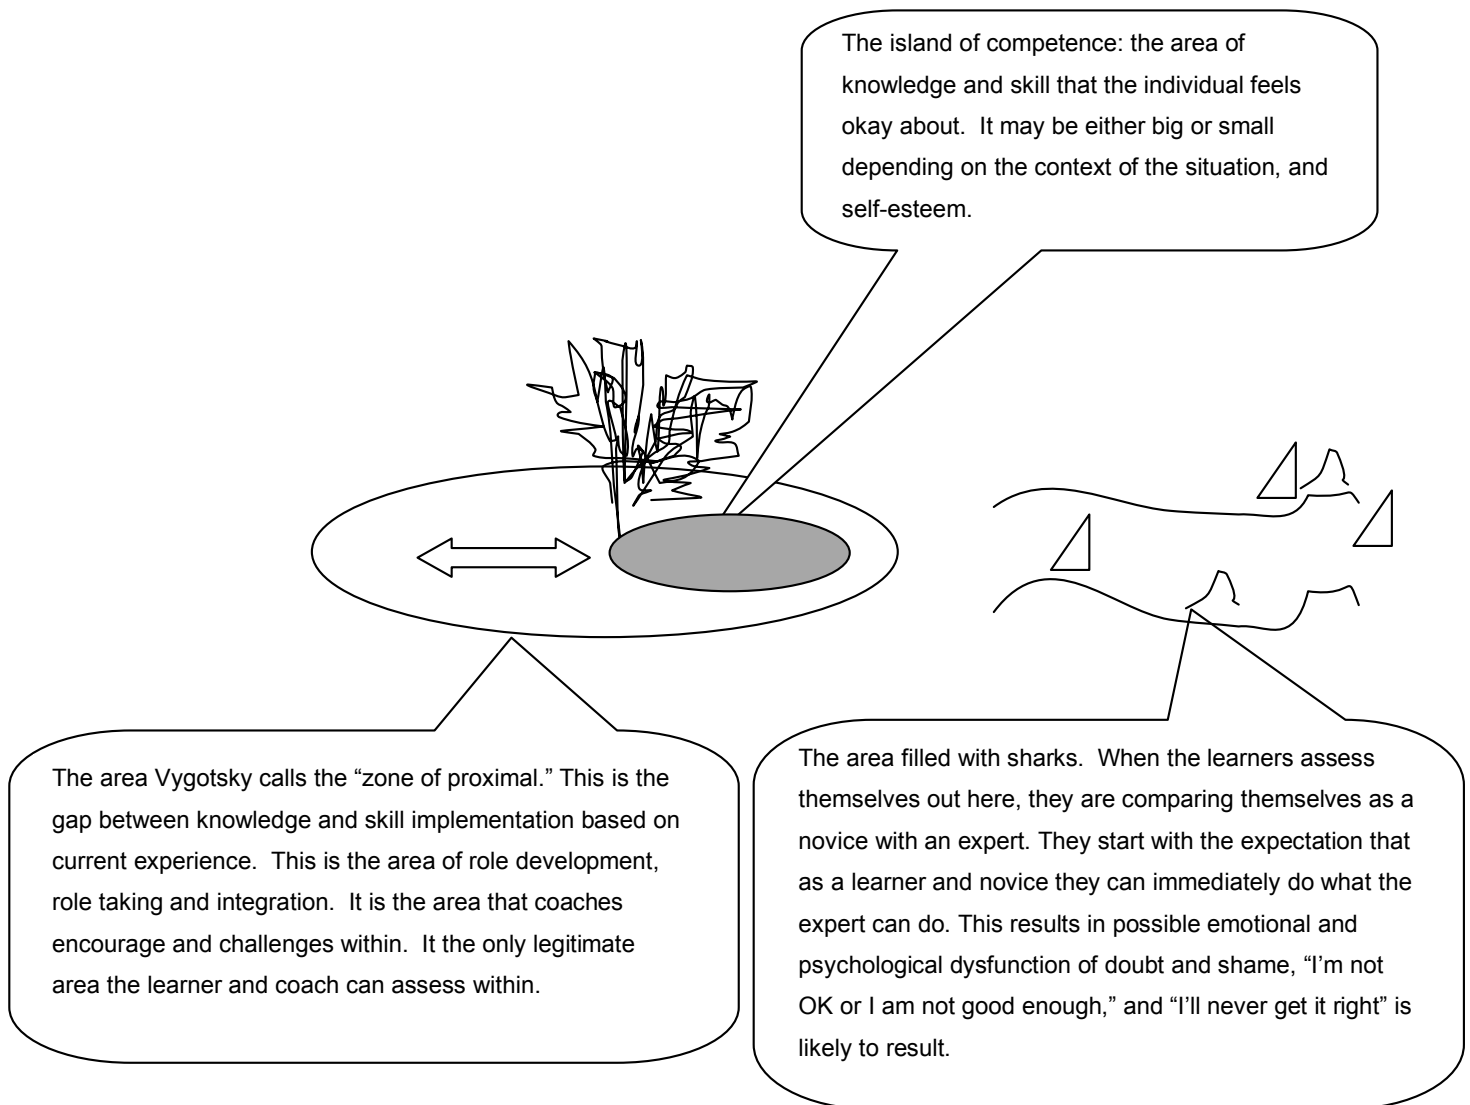 The island of competence: the area of
knowledge and skill that the individual feels
okay about.  It may be either big or small
depending on the context of the situation, and
self-esteem.
The area Vygotsky calls the “zone of proximal.” This is the
gap between knowledge and skill implementation based on
current experience.  This is the area of role development,
role taking and integration.  It is the area that coaches
encourage and challenges within.  It the only legitimate
area the learner and coach can assess within.
The area filled with sharks.  When the learners assess
themselves out here, they are comparing themselves as a
novice with an expert. They start with the expectation that
as a learner and novice they can immediately do what the
expert can do. This results in possible emotional and
psychological dysfunction of doubt and shame, “I’m not
OK or I am not good enough,” and “I’ll never get it right” is
likely to result.